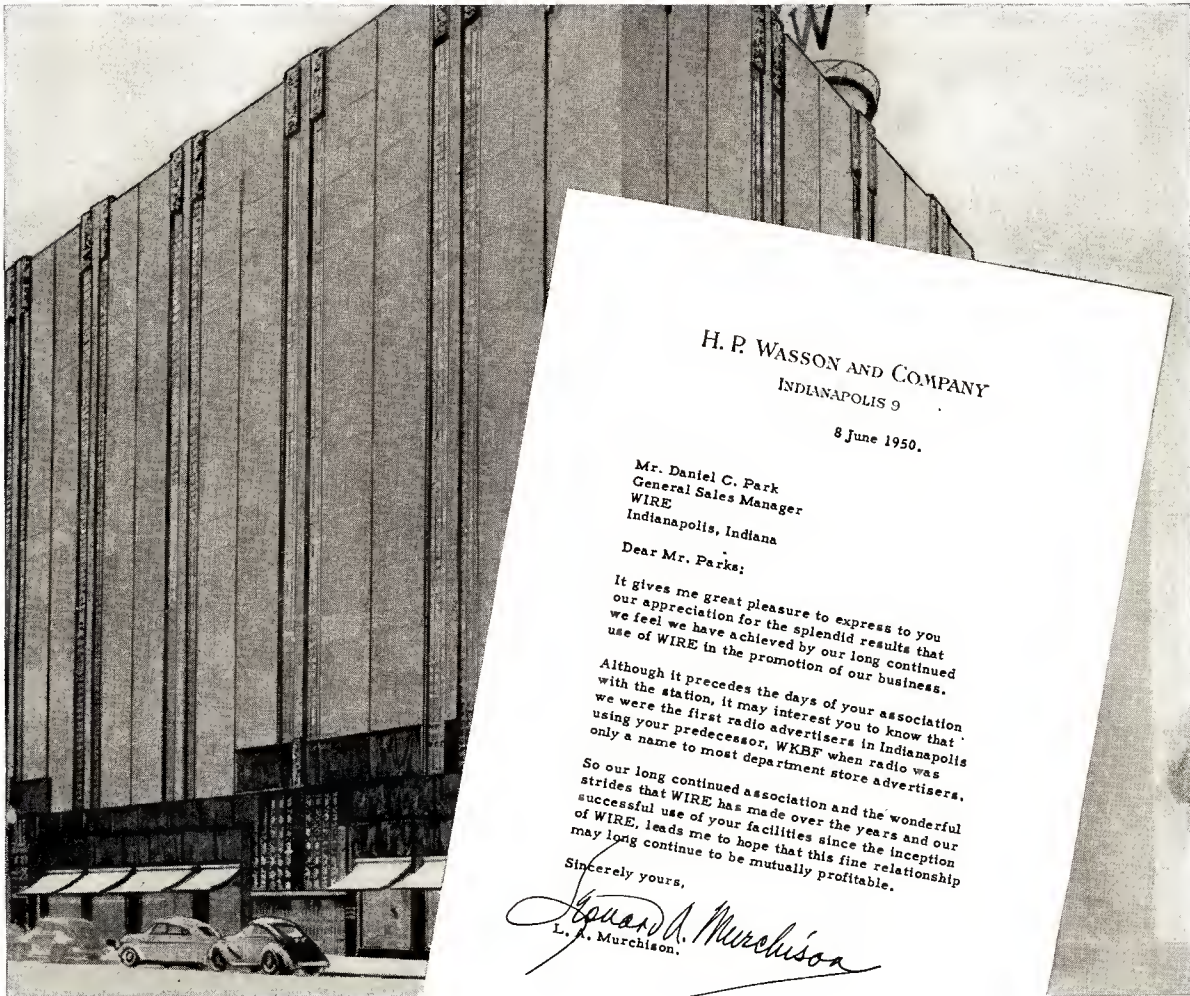 W
H. P. WASSON AND COMPANY
INDIANAPOLIS 9
8 June 1950.
Mr. Daniel C. Park
General Sales Manager
WIRE
Indianapolis, Indiana
Dear Mr. Parks:
It gives me great pleasure to express to you
our appreciation for the splendid results that
we feel we have achieved by our long continued
use of WIRE in the promotion of our business.
Although it precedes the days of your association
with the station, it may interest you to know that
we were the first radio advertisers in Indianapolis
using your predecessor, WKBF when radio was
only a name to most department store advertisers.
So our long continued association and the wonderful
strides that WIRE has made over the years and our
successful use of your facilities since the inception
of WIRE, leads me to hope that this fine relationship
may long continue to be mutually profitable.
Sincerely yours,
A. Murchison
L. A. Murchison.